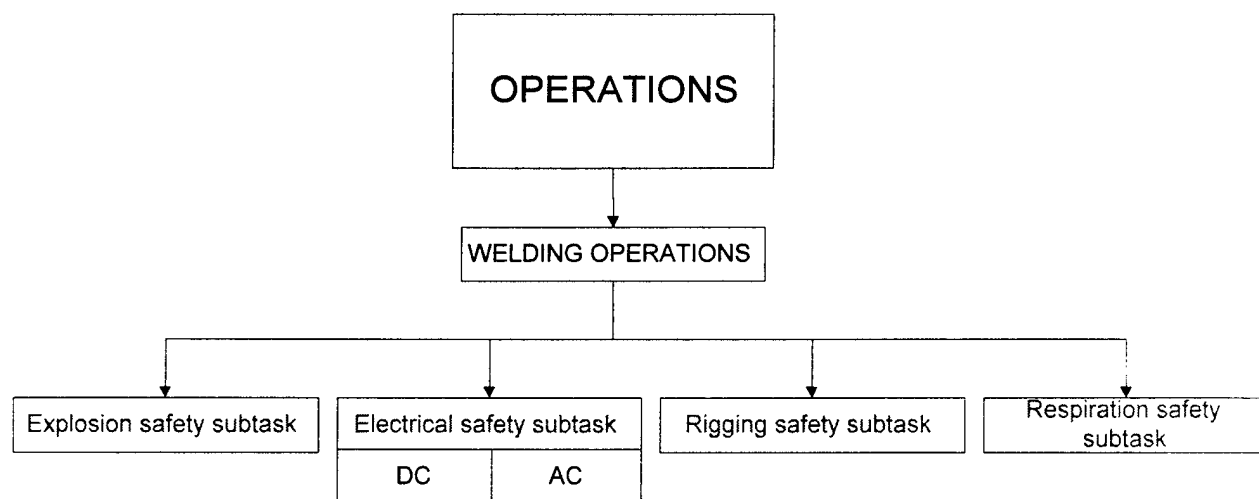 OPERATIONS
WELDING OPERATIONS
Explosion safety subtask
Electrical safety subtask
DC
AC
Rigging safety subtask
Respiration safety
subtask